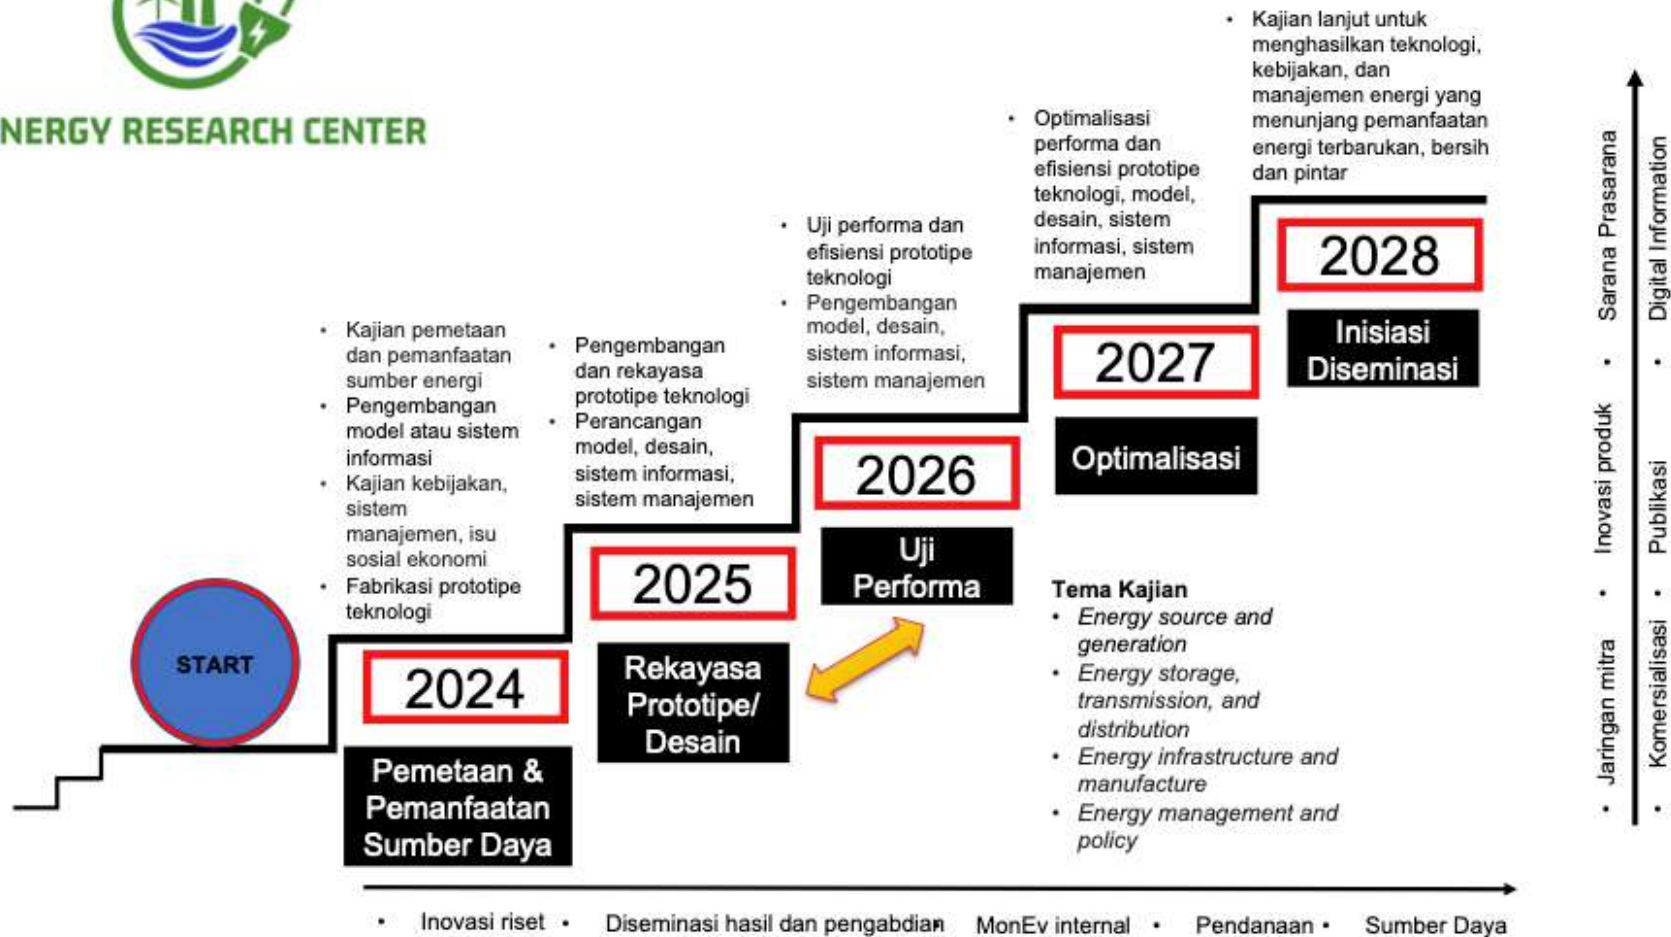 NERGY RESEARCH CENTER
START
• Kajian pemetaan
dan pemanfaatan
sumber energi
• Pengembangan
model atau sistem
informasi
• Kajian kebijakan,
sistem
manajemen, isu
sosial ekonomi
• Fabrikasi prototipe
teknologi
2024
Pemetaan &
Pemanfaatan
Sumber Daya
• Pengembangan
dan rekayasa
prototipe teknologi
• Perancangan
model, desain,
sistem informasi,
sistem manajemen
2025
Rekayasa
Prototipe/
Desain
• Uji performa dan
efisiensi prototipe
teknologi
• Pengembangan
model, desain,
sistem informasi,
sistem manajemen
2026
Uji
Performa
• Optimalisasi
performa dan
efisiensi prototipe
teknologi, model,
desain, sistem
informasi, sistem
manajemen
2027
Optimalisasi
• Kajian lanjut untuk
menghasilkan teknologi,
kebijakan, dan
manajemen energi yang
menunjang pemanfaatan
energi terbarukan, bersih
dan pintar
2028
Inisiasi
Diseminasi
Tema Kajian
• Energy source and
generation
• Energy storage,
transmission, and
distribution
• Energy infrastructure and
manufacture
• Energy management and
policy
• Jaringan mitra • Inovasi produk • Sarana Prasarana
• Komersialisasi • Publikasi • Digital Information
• Inovasi riset • Diseminasi hasil dan pengabdian • MonEv internal • Pendanaan • Sumber Daya